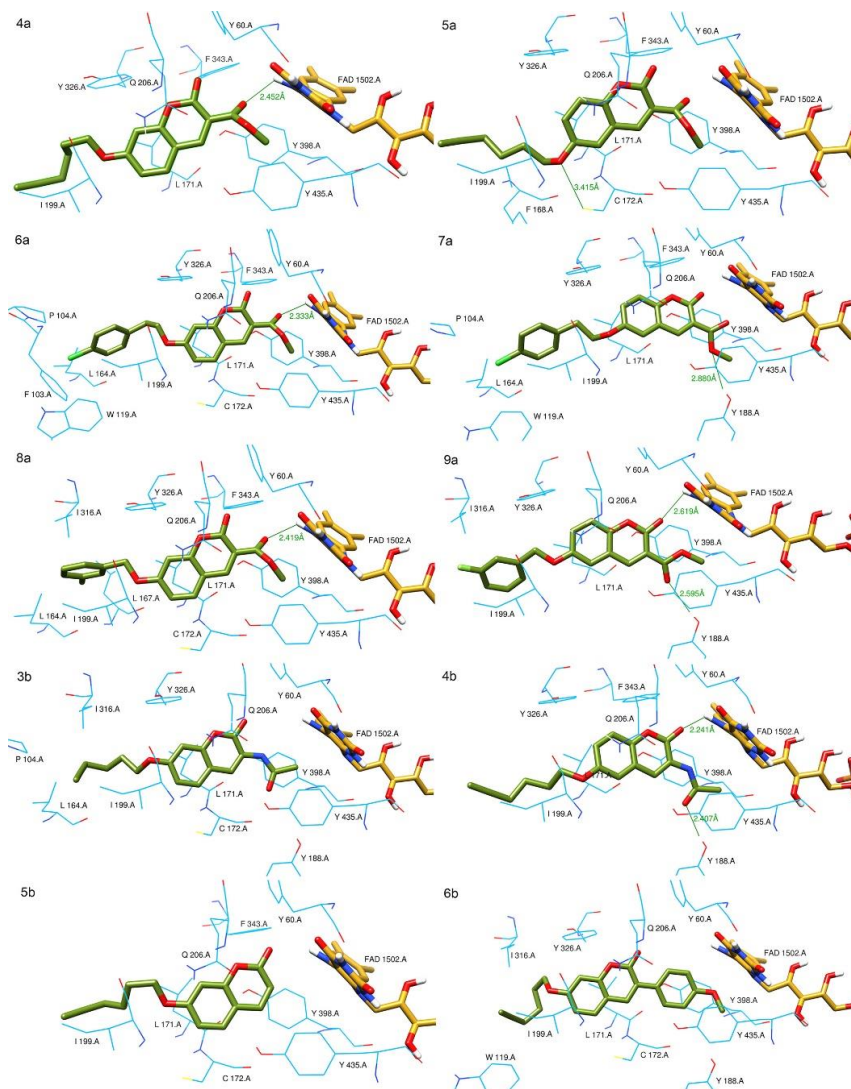 4a
Y 60.A
F 343.A
FAD 1502.A
Y 326.A
Q 206.A
2.452Å
Y 398.A
L 171.A
Y 435.A
I 199.A
5a
Y 60.A
F 343.A
Y 326.A
Q 206.A
FAD 1502.A
Y 398.A
L 171.A
3.415Å
I 199.A
C 172.A
Y 435.A
F 168.A
6a
Y 326.A
F 343.A
Y 60.A
Q 206.A
FAD 1502.A
P 104.A
2.333Å
Y 398.A
L 164.A
L 171.A
I 199.A
Y 435.A
F 103.A
C 172.A
W 119.A
7a
F 343.A
Y 60.A
Y 326.A
Q 206.A
FAD 1502.A
P 104.A
Y 398.A
L 171.A
L 164.A
I 199.A
Y 435.A
2.880Å
Y 188.A
W 119.A
8a
Y 60.A
I 316.A
Y 326.A
F 343.A
Q 206.A
FAD 1502.A
2.419Å
L 171.A
Y 398.A
L 167.A
L 164.A
I 199.A
Y 435.A
C 172.A
9a
Y 60.A
I 316.A
Y 326.A
Q 206.A
FAD 1502.A
2.619Å
Y 398.A
L 171.A
2.595Å
I 199.A
Y 435.A
Y 188.A
3b
Y 60.A
Y 326.A
I 316.A
Q 206.A
FAD 1502.A
P 104.A
Y 398.A
L 171.A
L 164.A
I 199.A
Y 435.A
C 172.A
Y 188.A
4b
Y 60.A
F 343.A
Y 326.A
Q 206.A
2.241Å
FAD 1502.A
L 171.A
Y 398.A
I 199.A
2.407Å
Y 435.A
Y 188.A
5b
F 343.A
Y 60.A
Q 206.A
FAD 1502.A
Y 398.A
I 199.A
L 171.A
Y 435.A
C 172.A
6b
Y 60.A
Q 206.A
I 316.A
Y 326.A
FAD 1502.A
Y 398.A
I 199.A
L 171.A
Y 435.A
C 172.A
W 119.A
Y 188.A